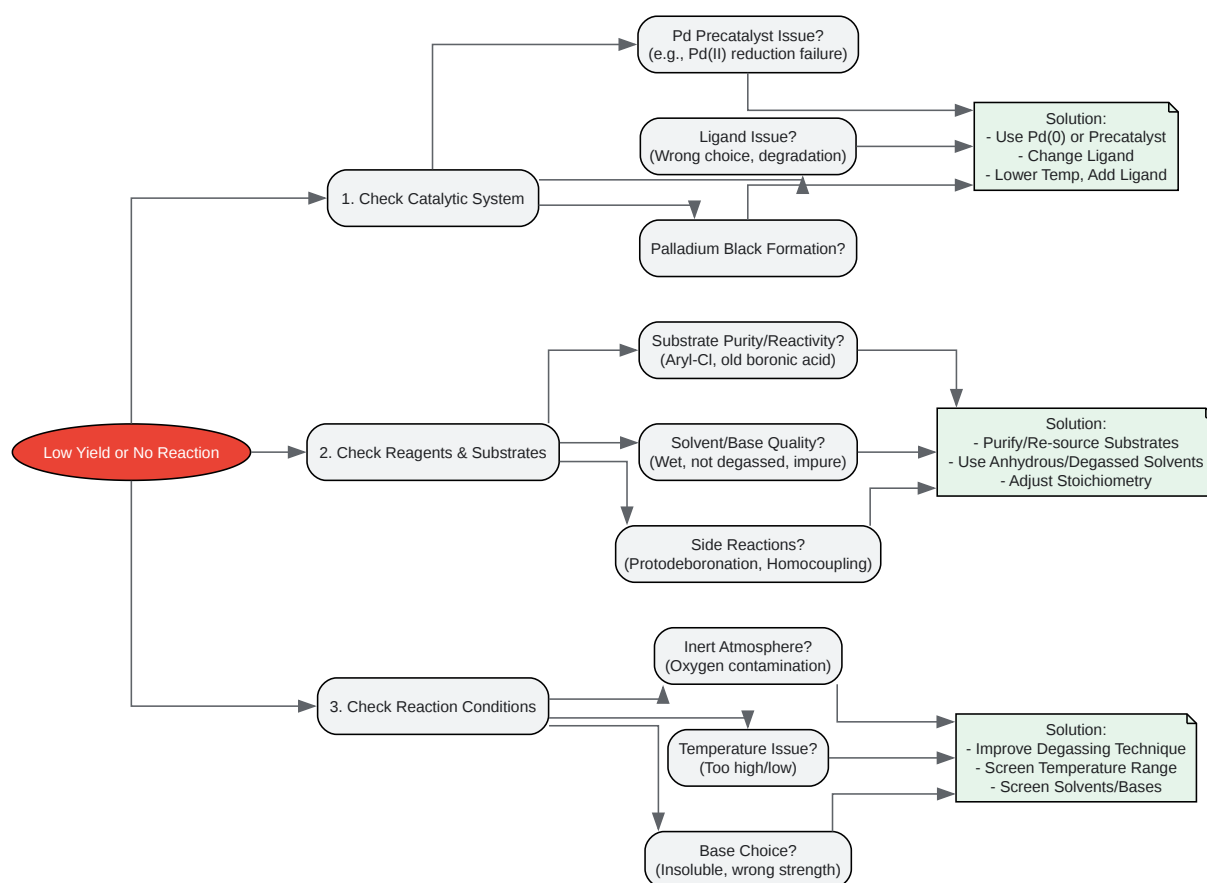 Low Yield or No Reaction
1. Check Catalytic System
Pd Precatalyst Issue?
(e.g., Pd(II) reduction failure)
Ligand Issue?
(Wrong choice, degradation)
Palladium Black Formation?
Solution:
- Use Pd(0) or Precatalyst
- Change Ligand
- Lower Temp, Add Ligand
2. Check Reagents & Substrates
Substrate Purity/Reactivity?
(Aryl-Cl, old boronic acid)
Solvent/Base Quality?
(Wet, not degassed, impure)
Side Reactions?
(Protodeboronation, Homocoupling)
Solution:
- Purify/Re-source Substrates
- Use Anhydrous/Degassed Solvents
- Adjust Stoichiometry
3. Check Reaction Conditions
Inert Atmosphere?
(Oxygen contamination)
Temperature Issue?
(Too high/low)
Base Choice?
(Insoluble, wrong strength)
Solution:
- Improve Degassing Technique
- Screen Temperature Range
- Screen Solvents/Bases